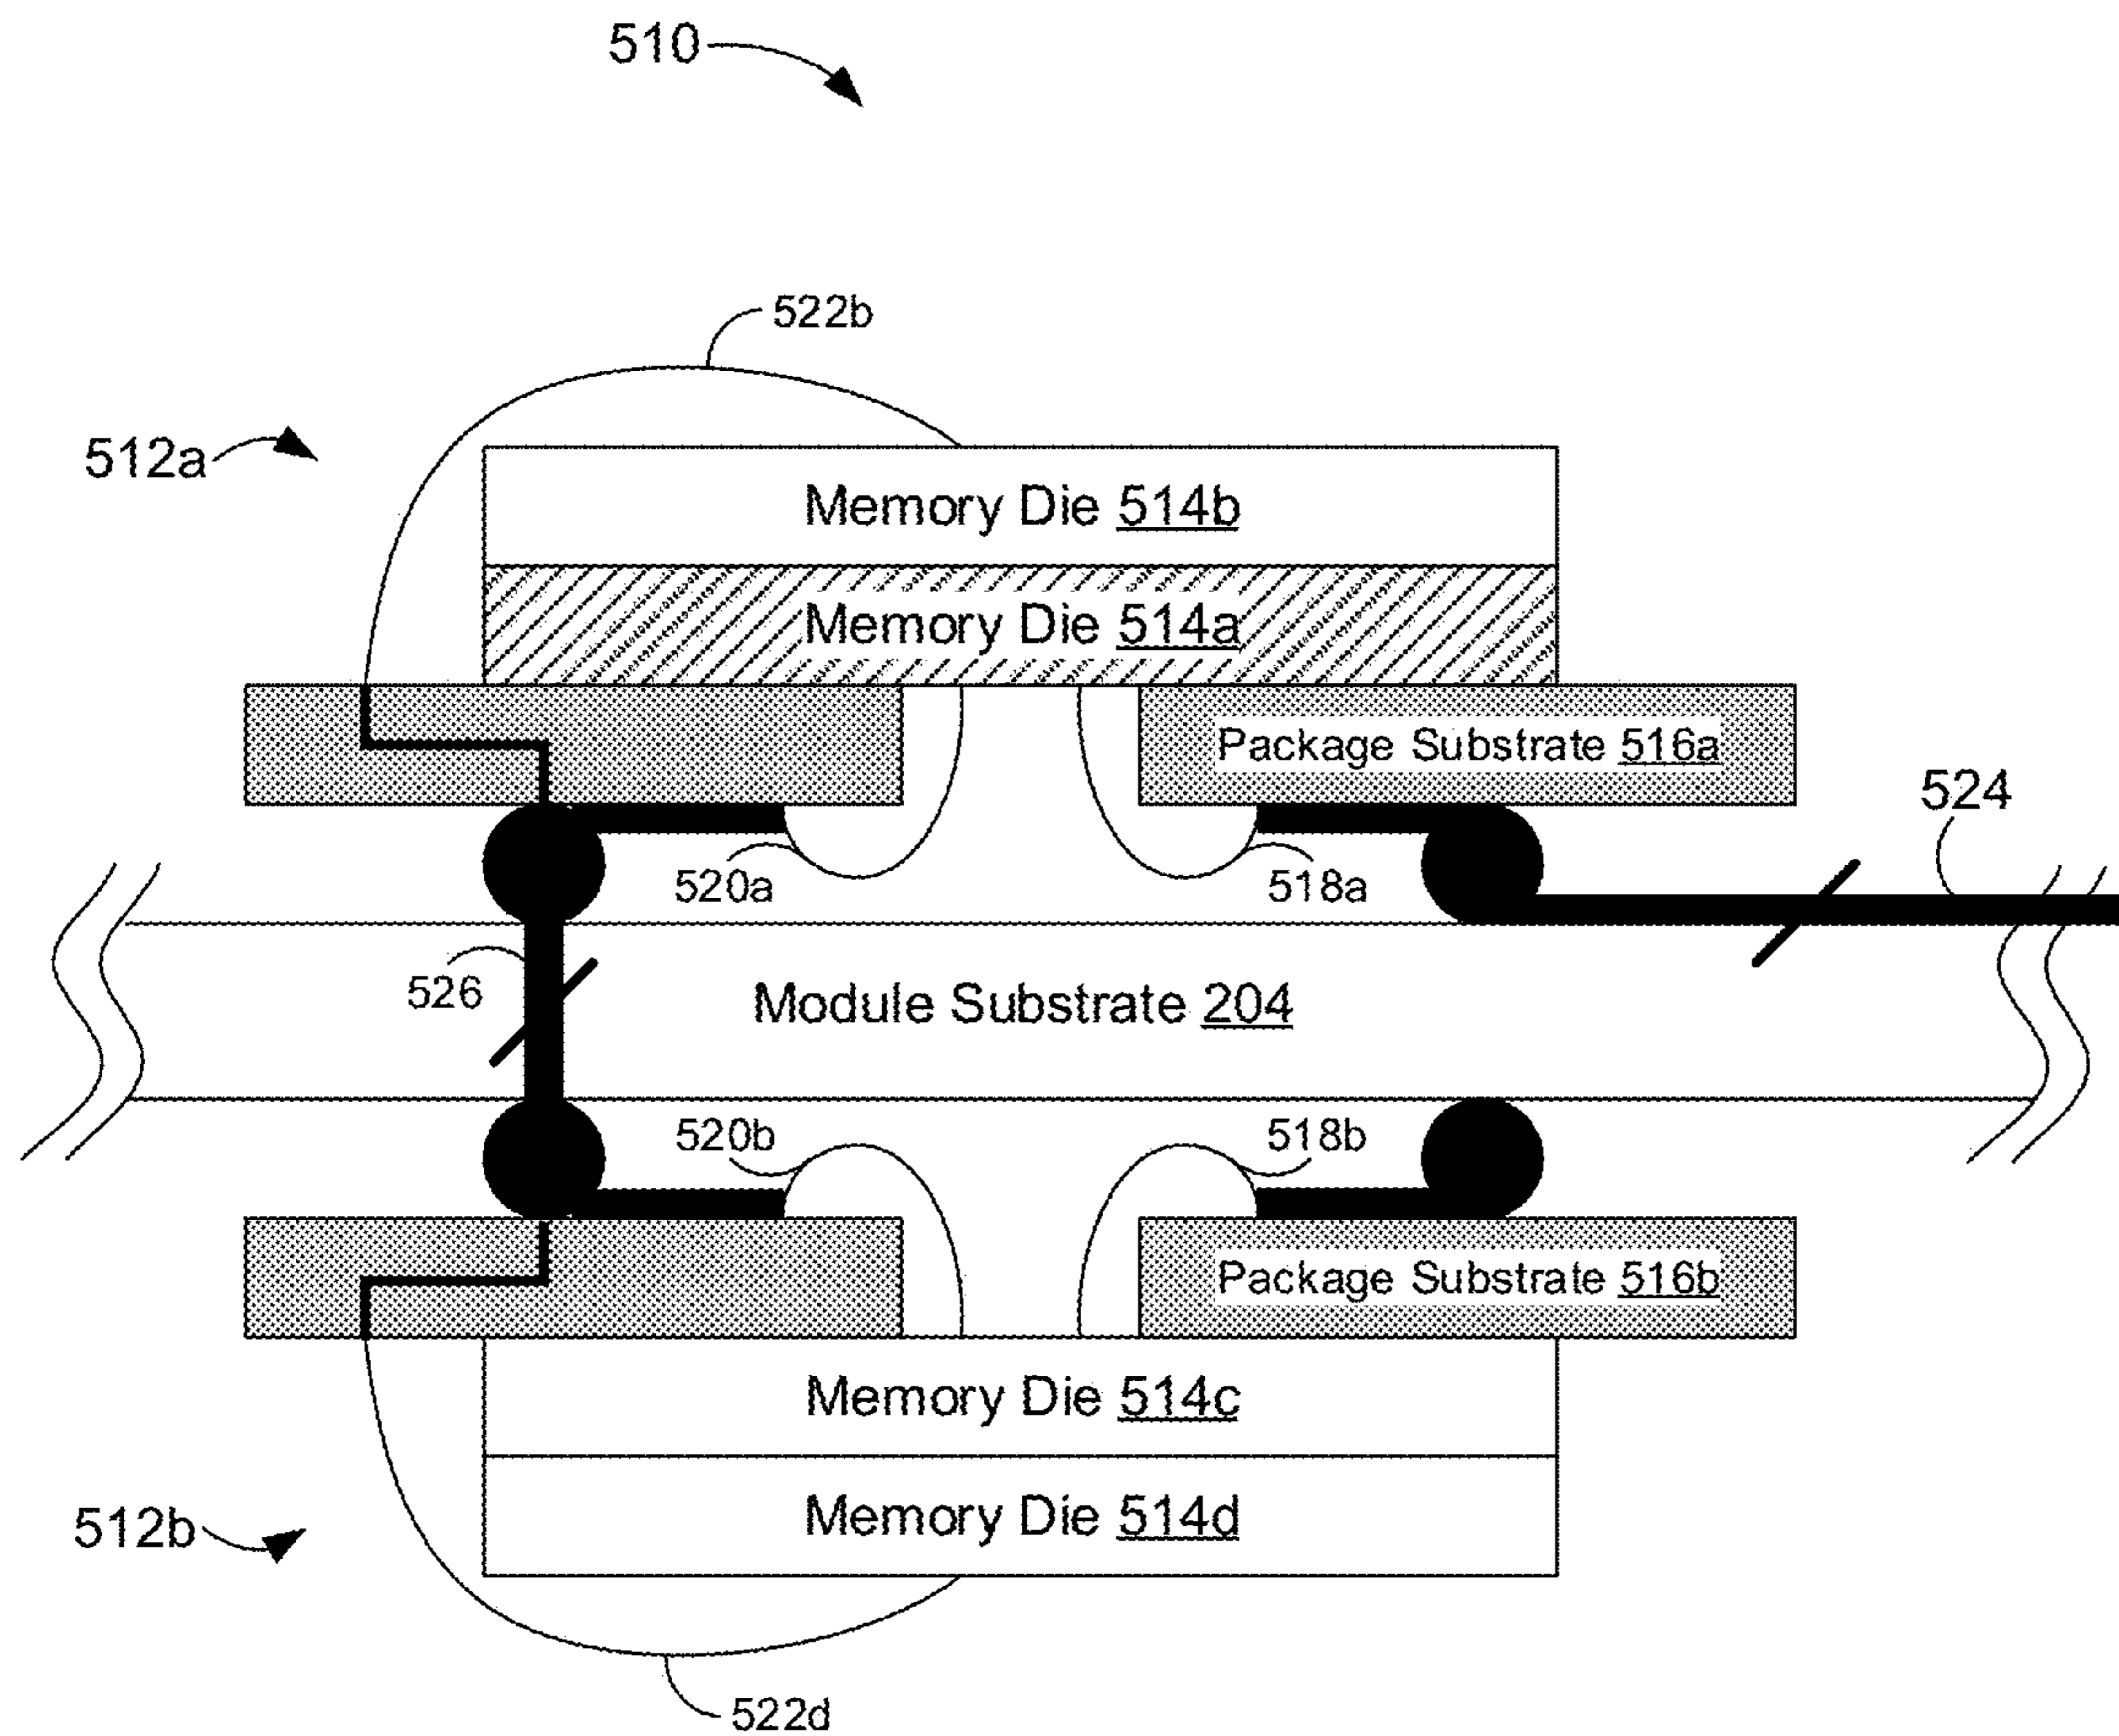 510
522b
512a
Memory Die 514b
Memory Die 514a
Package Substrate 516a
524
520a
518a
526
Module Substrate 204
520b
518b
Package Substrate 516b
Memory Die 514c
Memory Die 514d
512b
522d